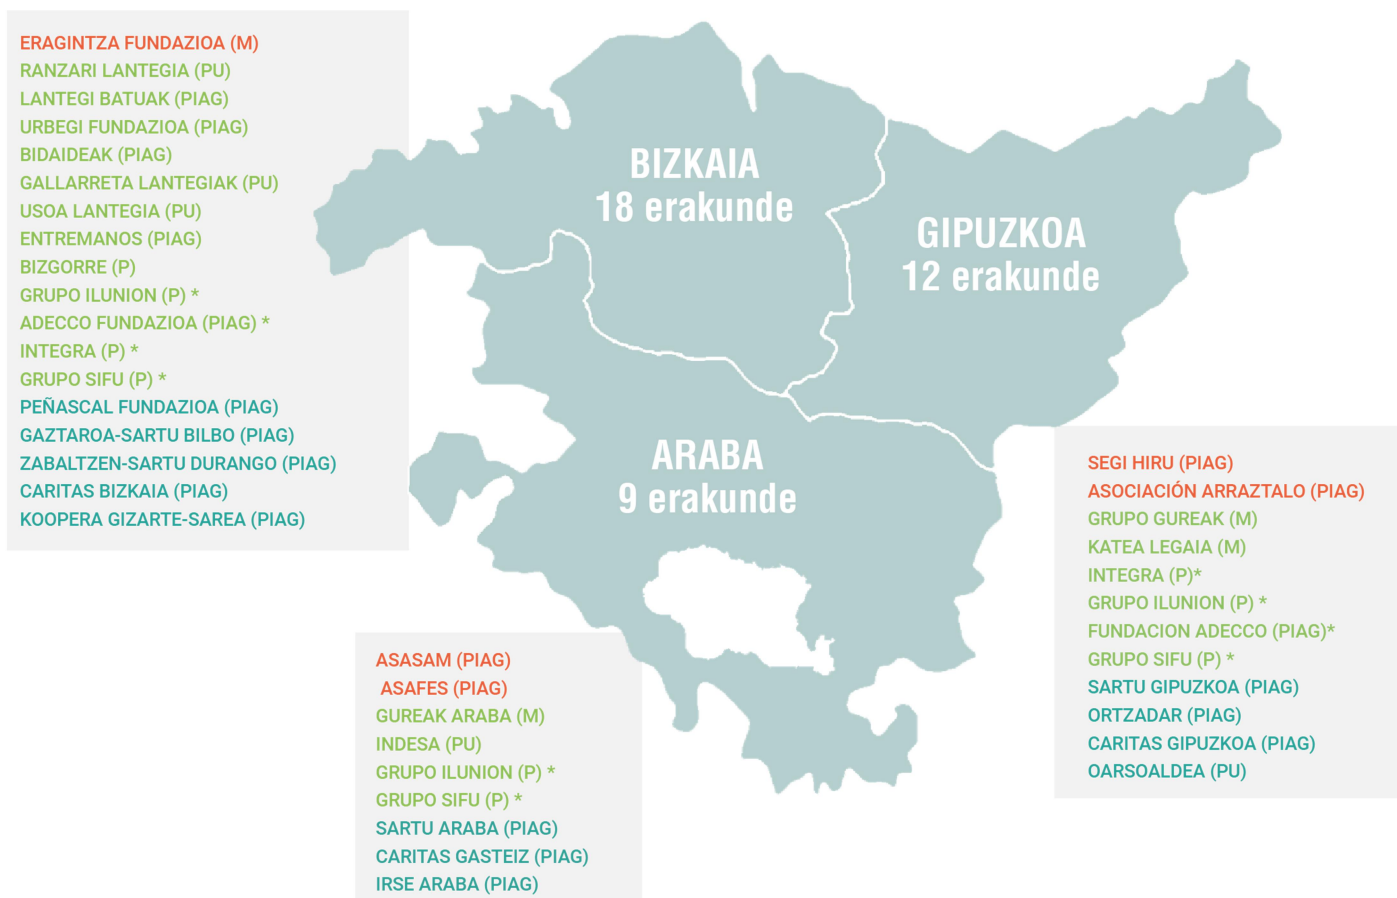 ERAGINTZA FUNDAZIOA (M)
RANZARI LANTEGIA (PU)
LANTEGI BATUAK (PIAG)
URBEGI FUNDAZIOA (PIAG)
BIDAIDEAK (PIAG)
GALLARRETA LANTEGIAK (PU)
USOA LANTEGIA (PU)
ENTREMANOS (PIAG)
BIZGORRE (P)
GRUPO ILUNION (P) *
ADECCO FUNDAZIOA (PIAG) *
INTEGRA (P) *
GRUPO SIFU (P) *
PEÑASCAL FUNDAZIOA (PIAG)
GAZTAROA-SARTU BILBO (PIAG)
ZABALTZEN-SARTU DURANGO (PIAG)
CARITAS BIZKAIA (PIAG)
KOOPERA GIZARTE-SAREA (PIAG)
BIZKAIA
18 erakunde
GIPUZKOA
12 erakunde
ARABA
9 erakunde
SEGI HIRU (PIAG)
ASOCIACIÓN ARRAZTALO (PIAG)
GRUPO GUREAK (M)
KATEA LEGAIA (M)
INTEGRA (P)*
GRUPO ILUNION (P) *
FUNDACION ADECCO (PIAG)*
GRUPO SIFU (P) *
SARTU GIPUZKOA (PIAG)
ORTZADAR (PIAG)
CARITAS GIPUZKOA (PIAG)
OARSOALDEA (PU)
ASASAM (PIAG)
ASAFES (PIAG)
GUREAK ARABA (M)
INDESA (PU)
GRUPO ILUNION (P) *
GRUPO SIFU (P) *
SARTU ARABA (PIAG)
CARITAS GASTEIZ (PIAG)
IRSE ARABA (PIAG)